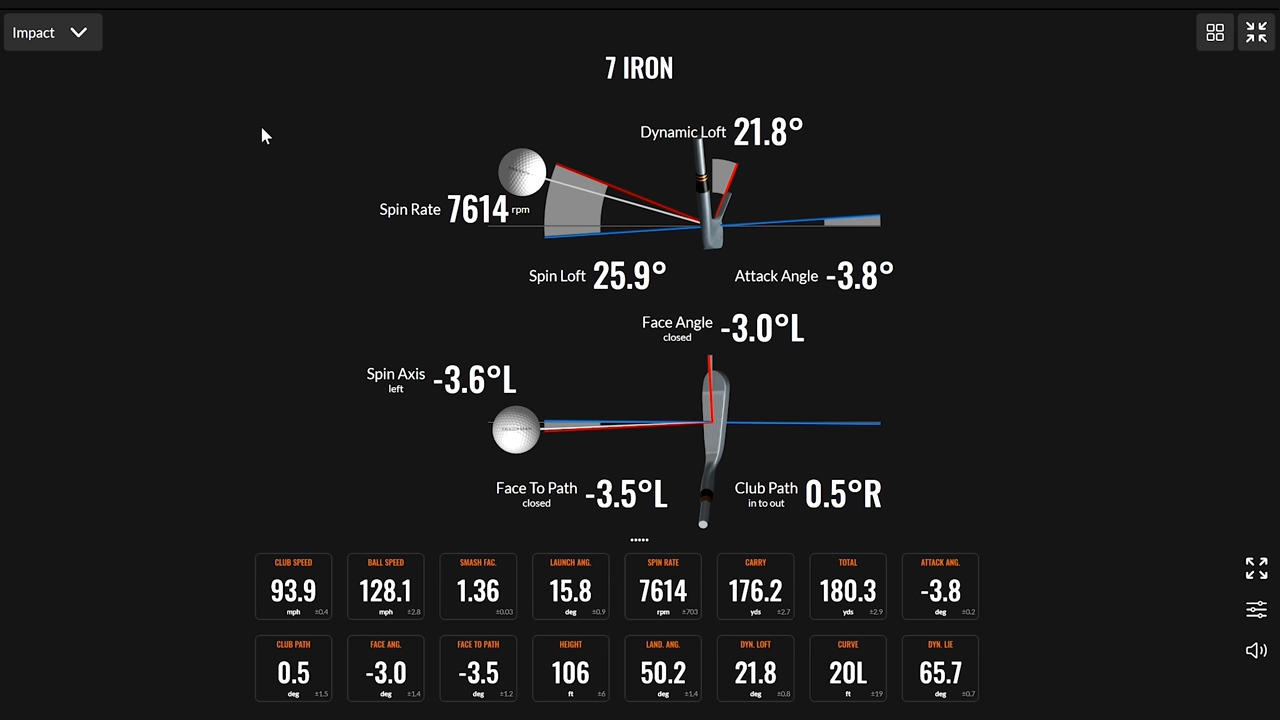 Impact
7 IRON
Dynamic Loft 21.8°
Spin Rate 7614 rpm
Spin Loft 25.9°
Attack Angle -3.8°
Face Angle -3.0°L
closed
Spin Axis -3.6°L
left
Face To Path -3.5°L
closed
Club Path 0.5°R
in to out
CLUB SPEED BALL SPEED SMASH FAC. LAUNCH ANG. SPIN RATE CARRY TOTAL ATTACK ANG.
93.9 128.1 1.36 15.8 7614 176.2 180.3 -3.8
mph ±0.4 mph ±2.8 ±0.03 deg ±0.9 rpm ±703 yds ±2.7 yds ±2.9 deg ±0.2
CLUB PATH FACE ANG. FACE TO PATH HEIGHT LAND. ANG. DYN. LOFT CURVE DYN. LIE
0.5 -3.0 -3.5 106 50.2 21.8 20L 65.7
deg ±1.5 deg ±1.4 deg ±1.2 ft ±6 deg ±1.4 deg ±0.8 ft ±19 deg ±0.7